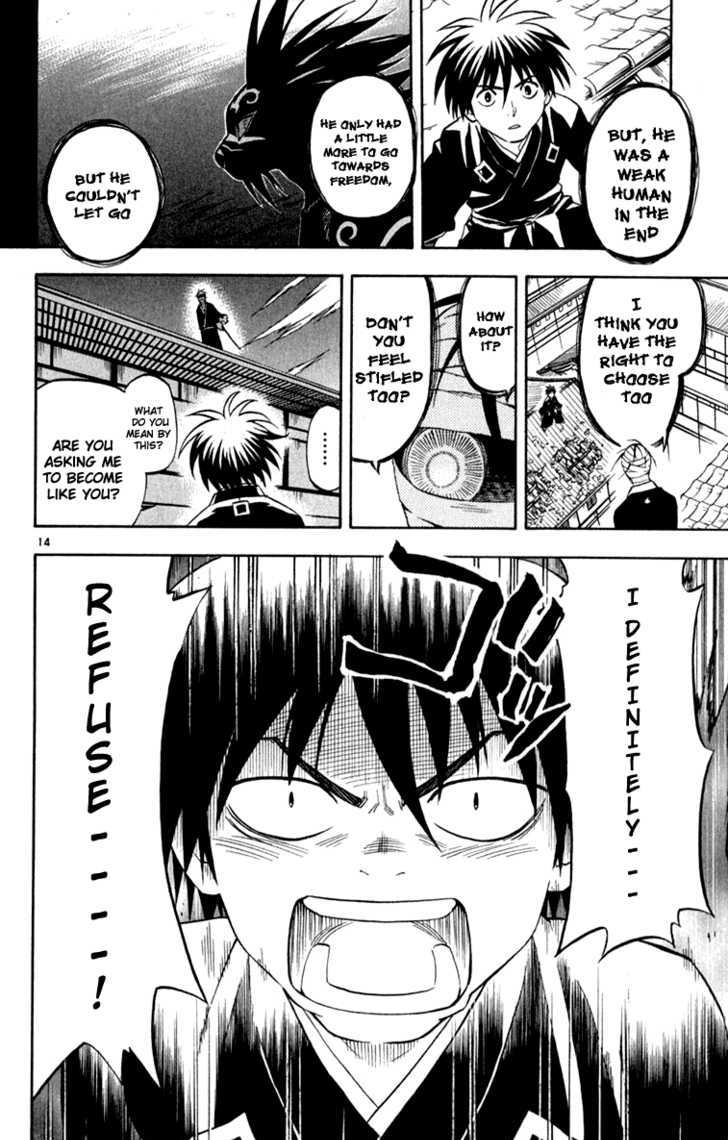 BUT, HE
WAS A
WEAK
HUMAN
IN THE
END
HE ONLY HAD
A LITTLE
MORE TO GO
TOWARDS
FREEDOM,
BUT HE
COULDN'T
LET GO
I
THINK YOU
HAVE THE
RIGHT TO
CHOOSE
TOO
HOW
ABOUT
IT?
DON'T
YOU
FEEL
STIFLED
TOO?
......
WHAT
DO YOU
MEAN BY
THIS?
ARE YOU
ASKING ME
TO BECOME
LIKE YOU?
14
I DEFINITELY---
ゴッ
REFUSE----!